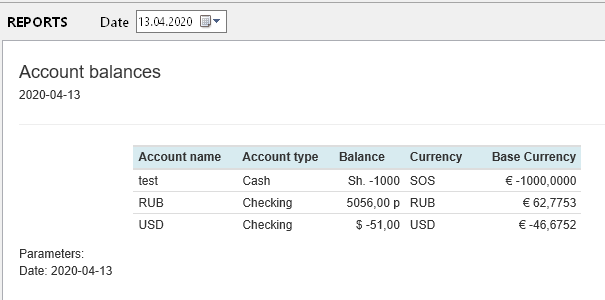 REPORTS Date 13.04.2020
Account balances
2020-04-13
Account name Account type Balance Currency Base Currency
test Cash Sh. -1000 SOS € -1000,0000
RUB Checking 5056,00 p RUB € 62,7753
USD Checking $ -51,00 USD € -46,6752
Parameters:
Date: 2020-04-13